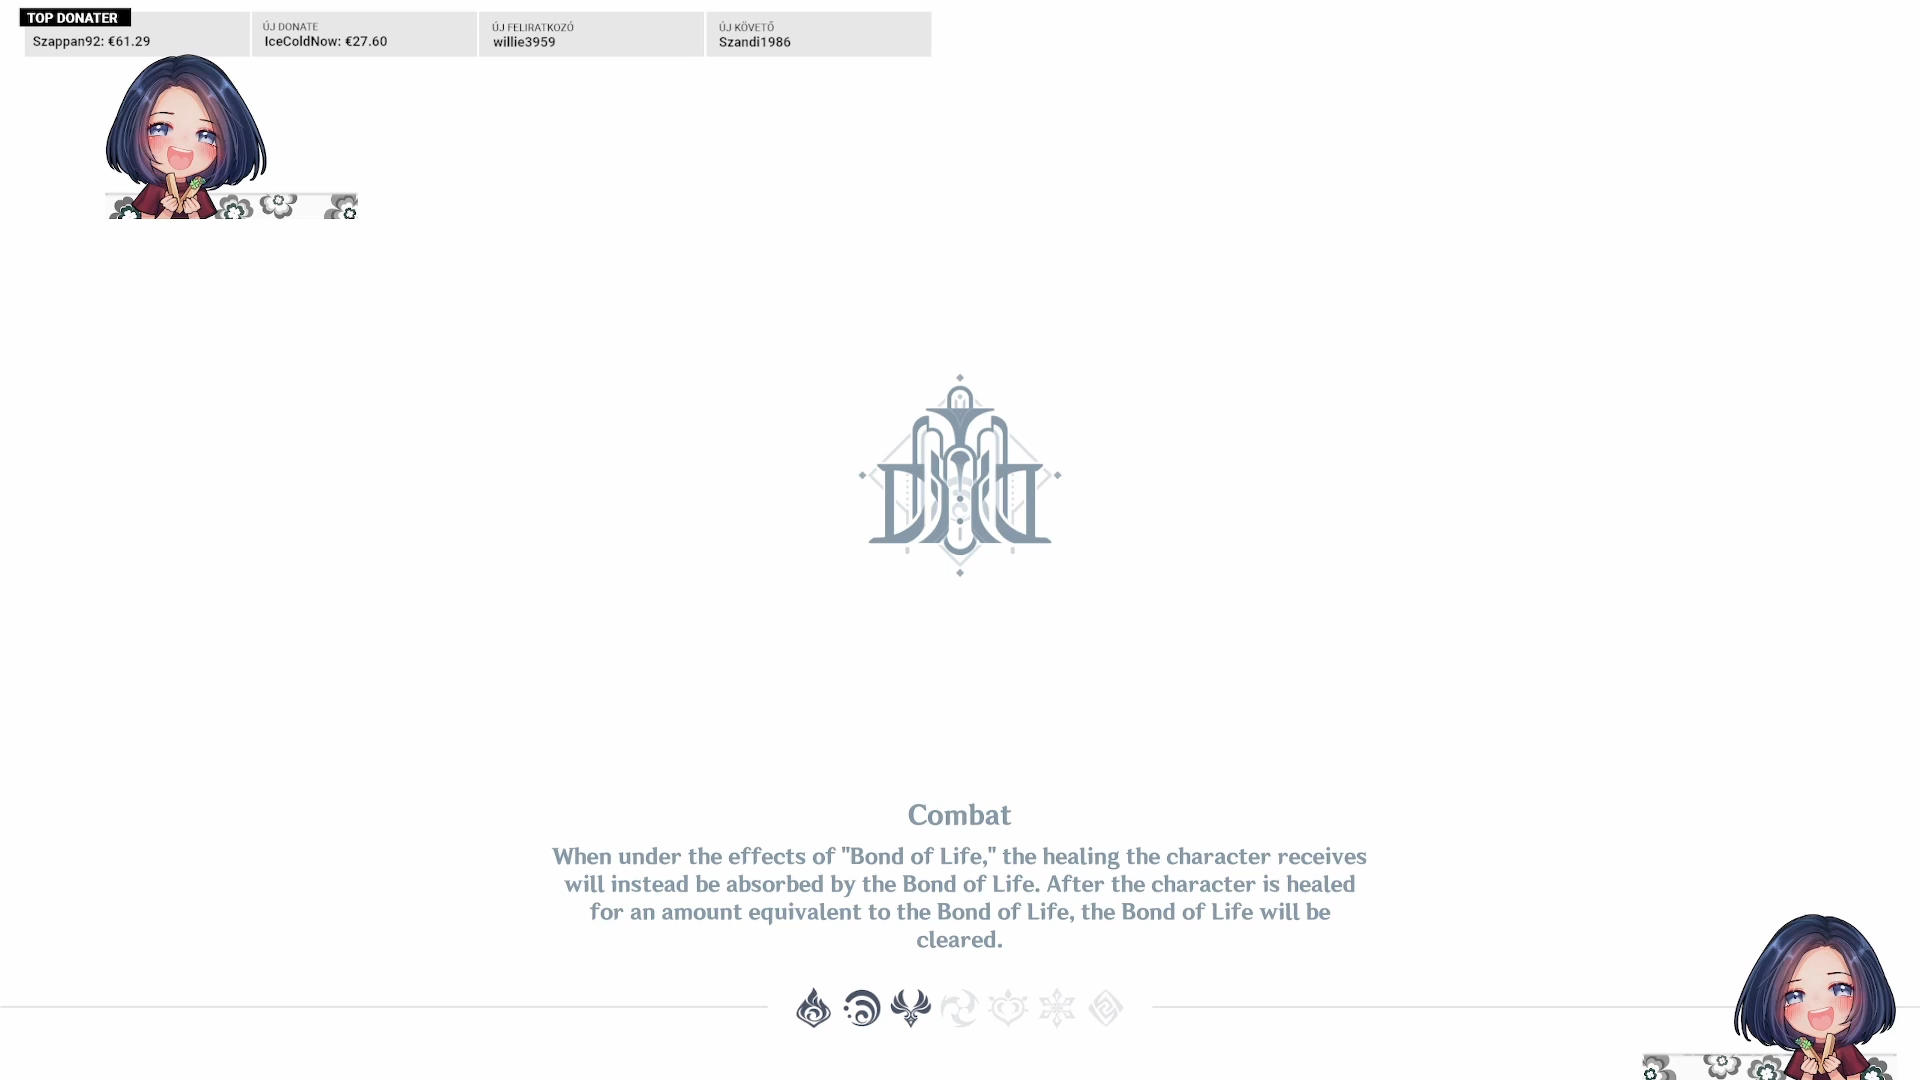 TOP DONATER
Szappan92: €61.29
ÚJ DONATE
IceColdNow: €27.60
ÚJ FELIRATKOZÓ
willie3959
ÚJ KÖVETŐ
Szandi1986
Combat
When under the effects of "Bond of Life," the healing the character receives
will instead be absorbed by the Bond of Life. After the character is healed
for an amount equivalent to the Bond of Life, the Bond of Life will be
cleared.